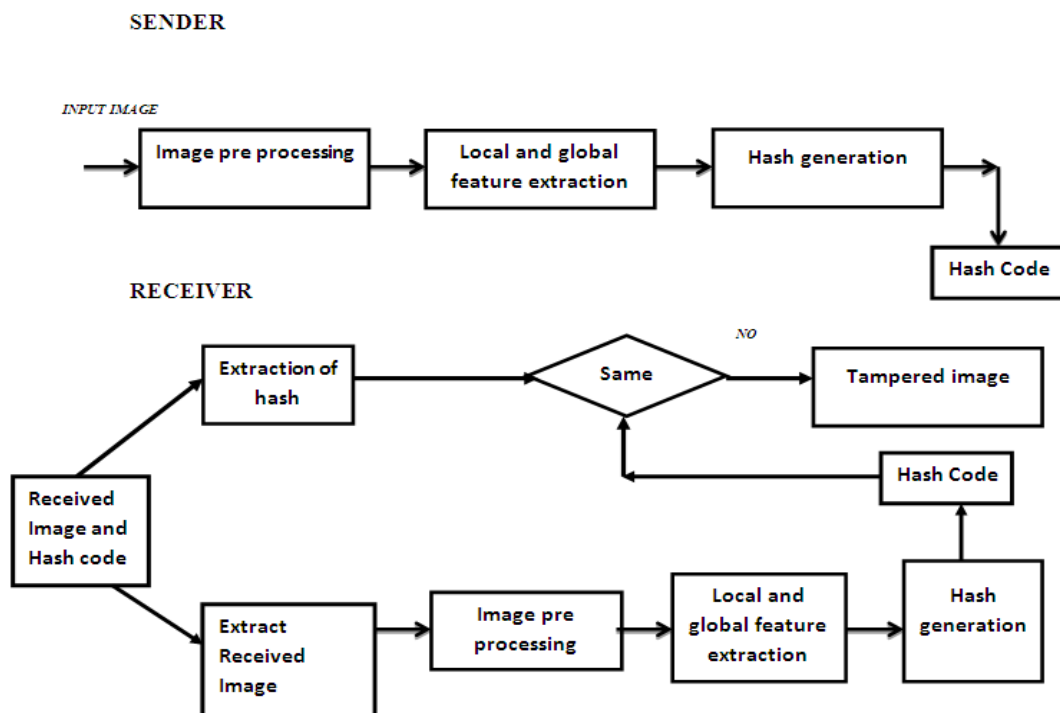 SENDER
INPUT IMAGE
Image pre processing
Local and global
feature extraction
Hash generation
Hash Code
RECEIVER
NO
Extraction of
hash
Same
Tampered image
Hash Code
Received
Image and
Hash code
Extract
Received
Image
Image pre
processing
Local and
global feature
extraction
Hash
generation